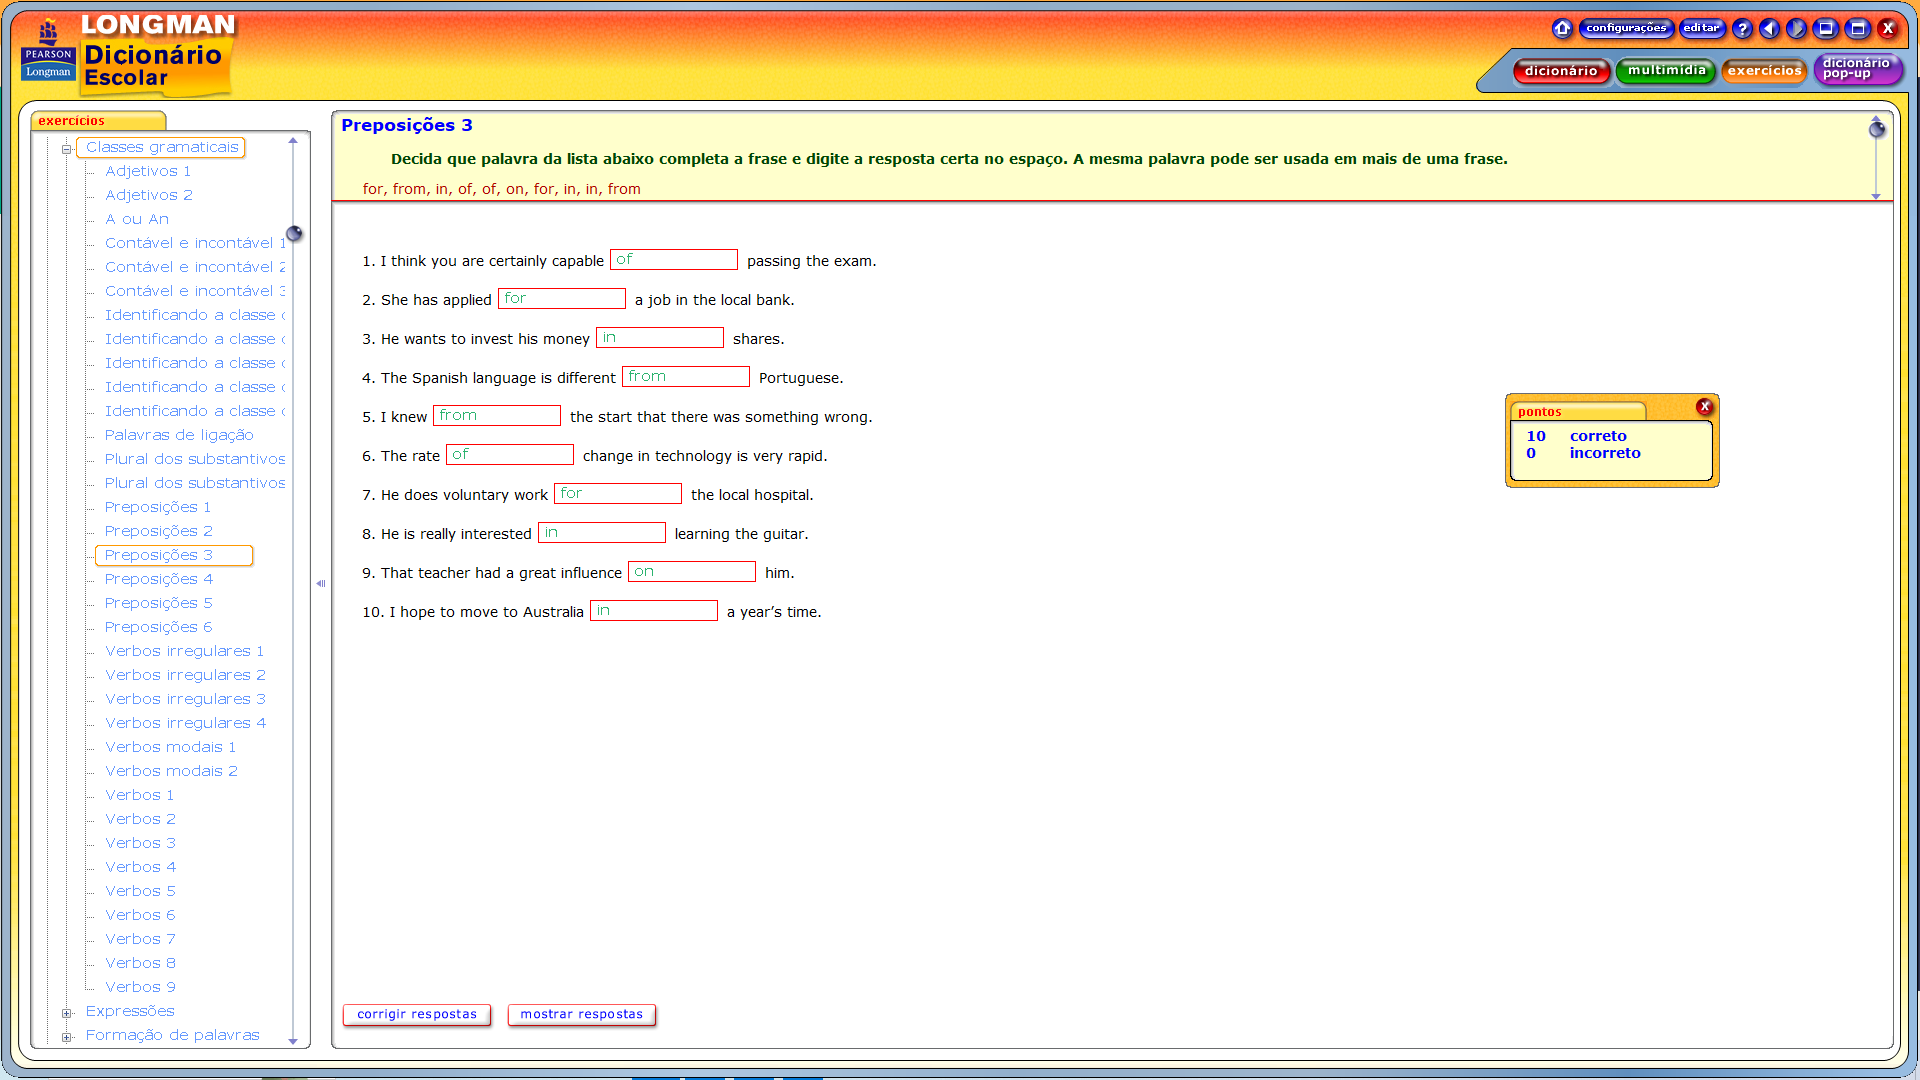 LONGMAN
Dicionário
Escolar
PEARSON
Longman
configurações editar ?
dicionário multimídia exercícios dicionário pop-up
exercícios
Classes gramaticais
Adjetivos 1
Adjetivos 2
A ou An
Contável e incontável 1
Contável e incontável 2
Contável e incontável 3
Identificando a classe
Identificando a classe
Identificando a classe
Identificando a classe
Identificando a classe
Palavras de ligação
Plural dos substantivos
Plural dos substantivos
Preposições 1
Preposições 2
Preposições 3
Preposições 4
Preposições 5
Preposições 6
Verbos irregulares 1
Verbos irregulares 2
Verbos irregulares 3
Verbos irregulares 4
Verbos modais 1
Verbos modais 2
Verbos 1
Verbos 2
Verbos 3
Verbos 4
Verbos 5
Verbos 6
Verbos 7
Verbos 8
Verbos 9
Expressões
Formação de palavras
Preposições 3
Decida que palavra da lista abaixo completa a frase e digite a resposta certa no espaço. A mesma palavra pode ser usada em mais de uma frase.
for, from, in, of, of, on, for, in, in, from
1. I think you are certainly capable of passing the exam.
2. She has applied for a job in the local bank.
3. He wants to invest his money in shares.
4. The Spanish language is different from Portuguese.
5. I knew from the start that there was something wrong.
6. The rate of change in technology is very rapid.
7. He does voluntary work for the local hospital.
8. He is really interested in learning the guitar.
9. That teacher had a great influence on him.
10. I hope to move to Australia in a year’s time.
pontos
10 correto
0 incorreto
corrigir respostas mostrar respostas